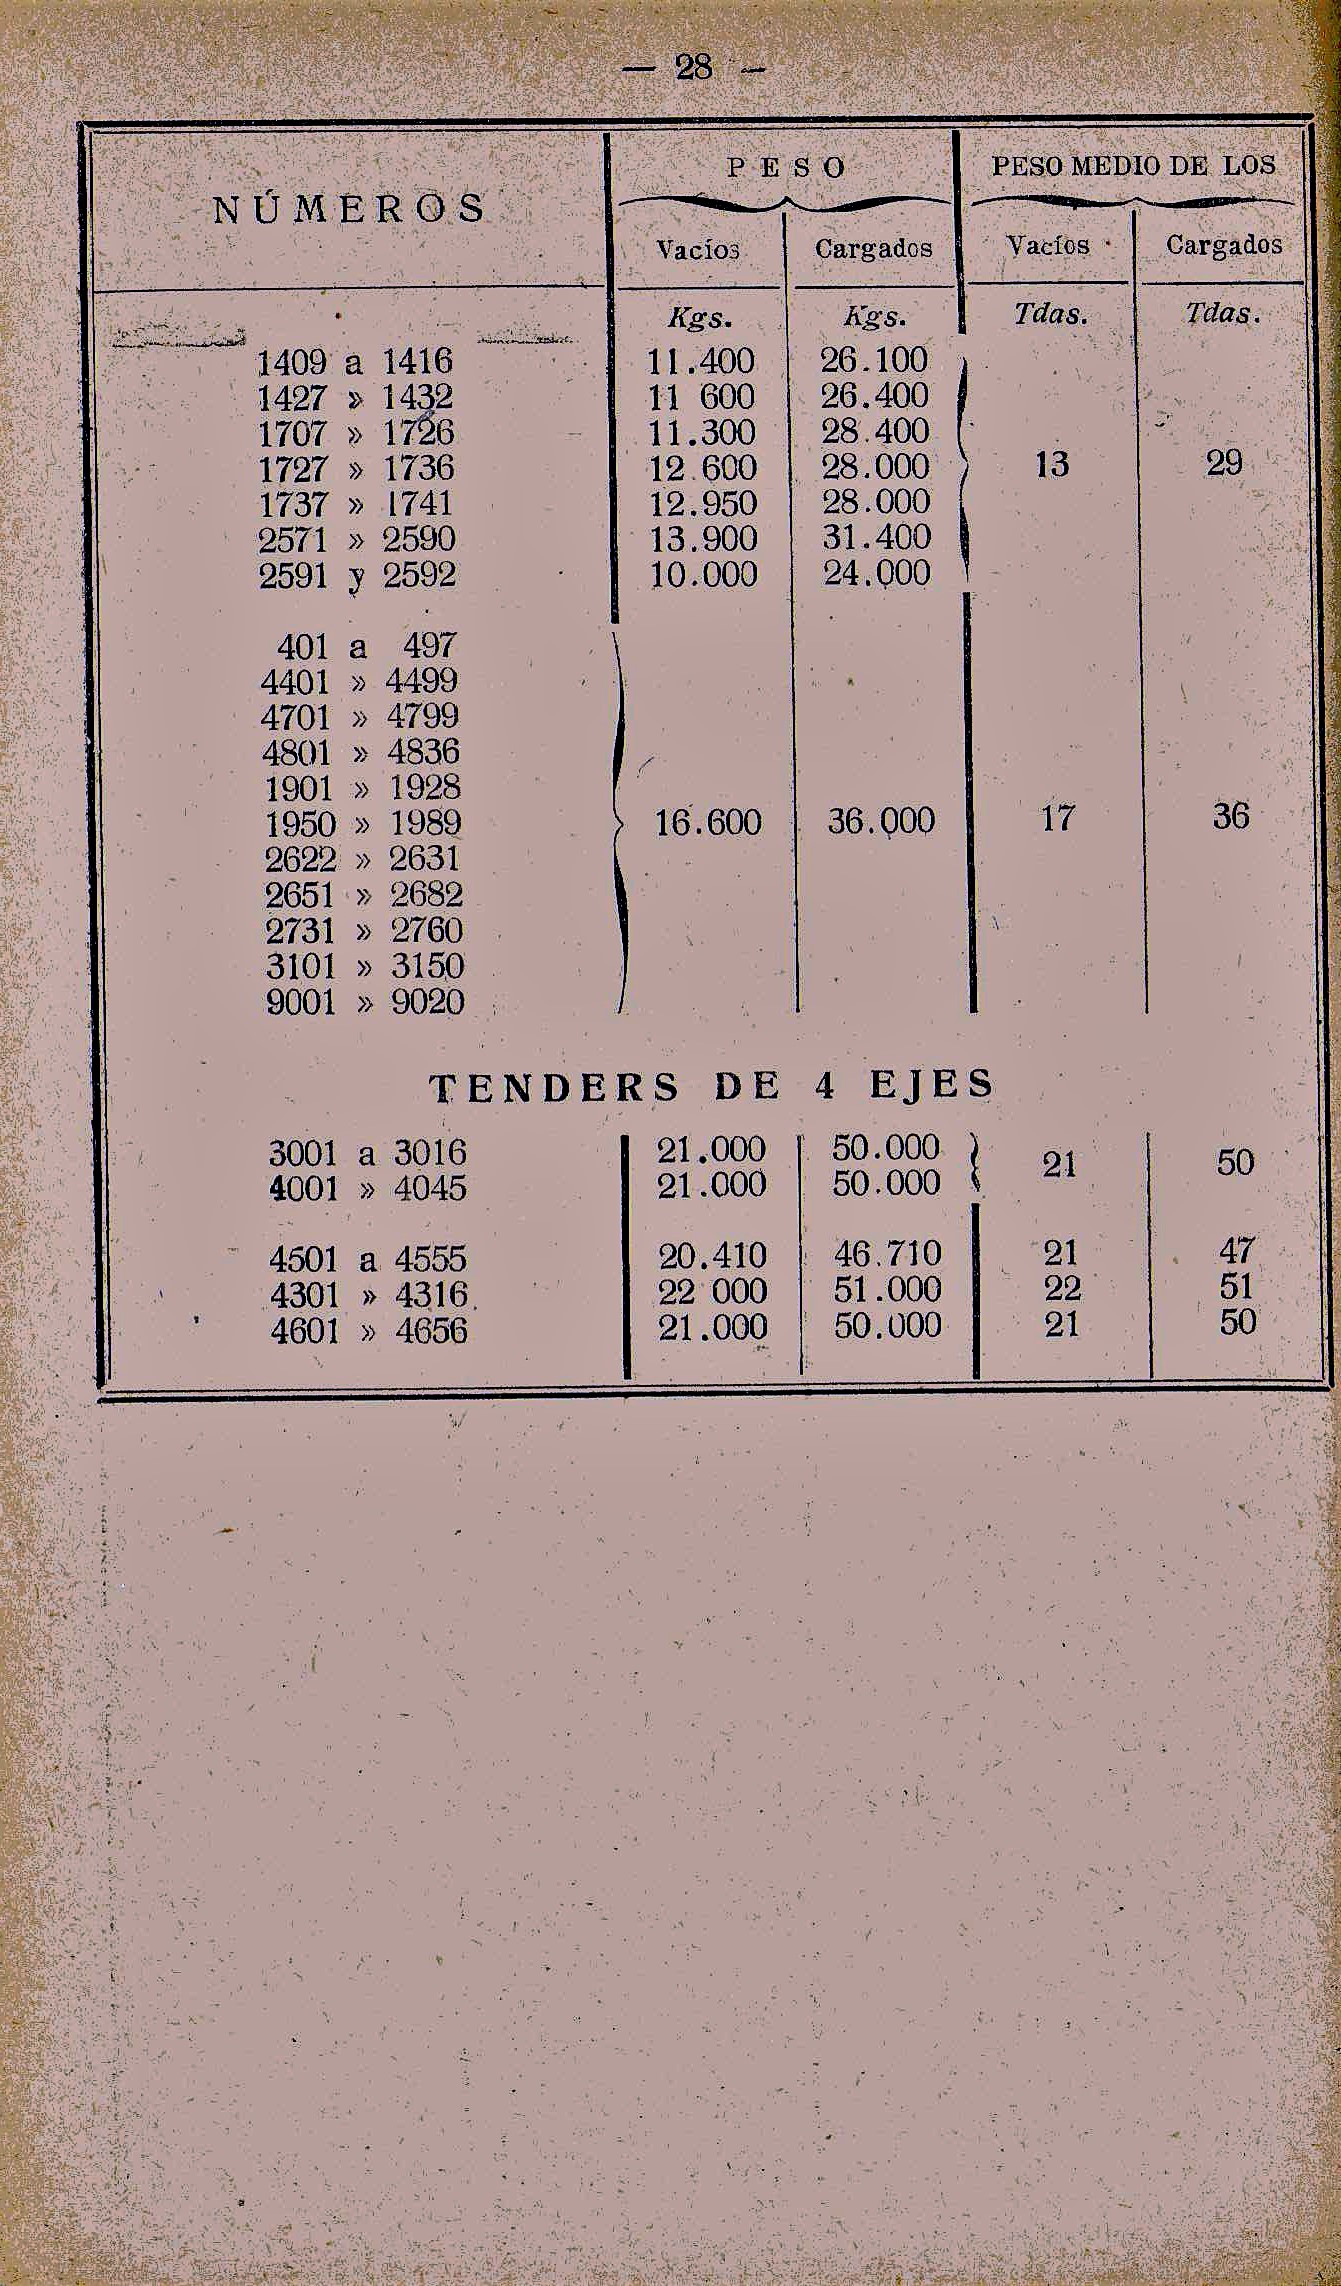 — 28 —
NÚMEROS PESO PESO MEDIO DE LOS
Vacíos Cargados Vacíos Cargados
Kgs. Kgs. Tdas. Tdas.
1409 a 1416 11.400 26.100
1427 » 1432 11 600 26.400
1707 » 1726 11.300 28.400
1727 » 1736 12.600 28.000 13 29
1737 » 1741 12.950 28.000
2571 » 2590 13.900 31.400
2591 y 2592 10.000 24.000
401 a 497
4401 » 4499
4701 » 4799
4801 » 4836
1901 » 1928
1950 » 1989 16.600 36.000 17 36
2622 » 2631
2651 » 2682
2731 » 2760
3101 » 3150
9001 » 9020
TENDERS DE 4 EJES
3001 a 3016 21.000 50.000 21 50
4001 » 4045 21.000 50.000
4501 a 4555 20.410 46.710 21 47
4301 » 4316 22 000 51.000 22 51
4601 » 4656 21.000 50.000 21 50